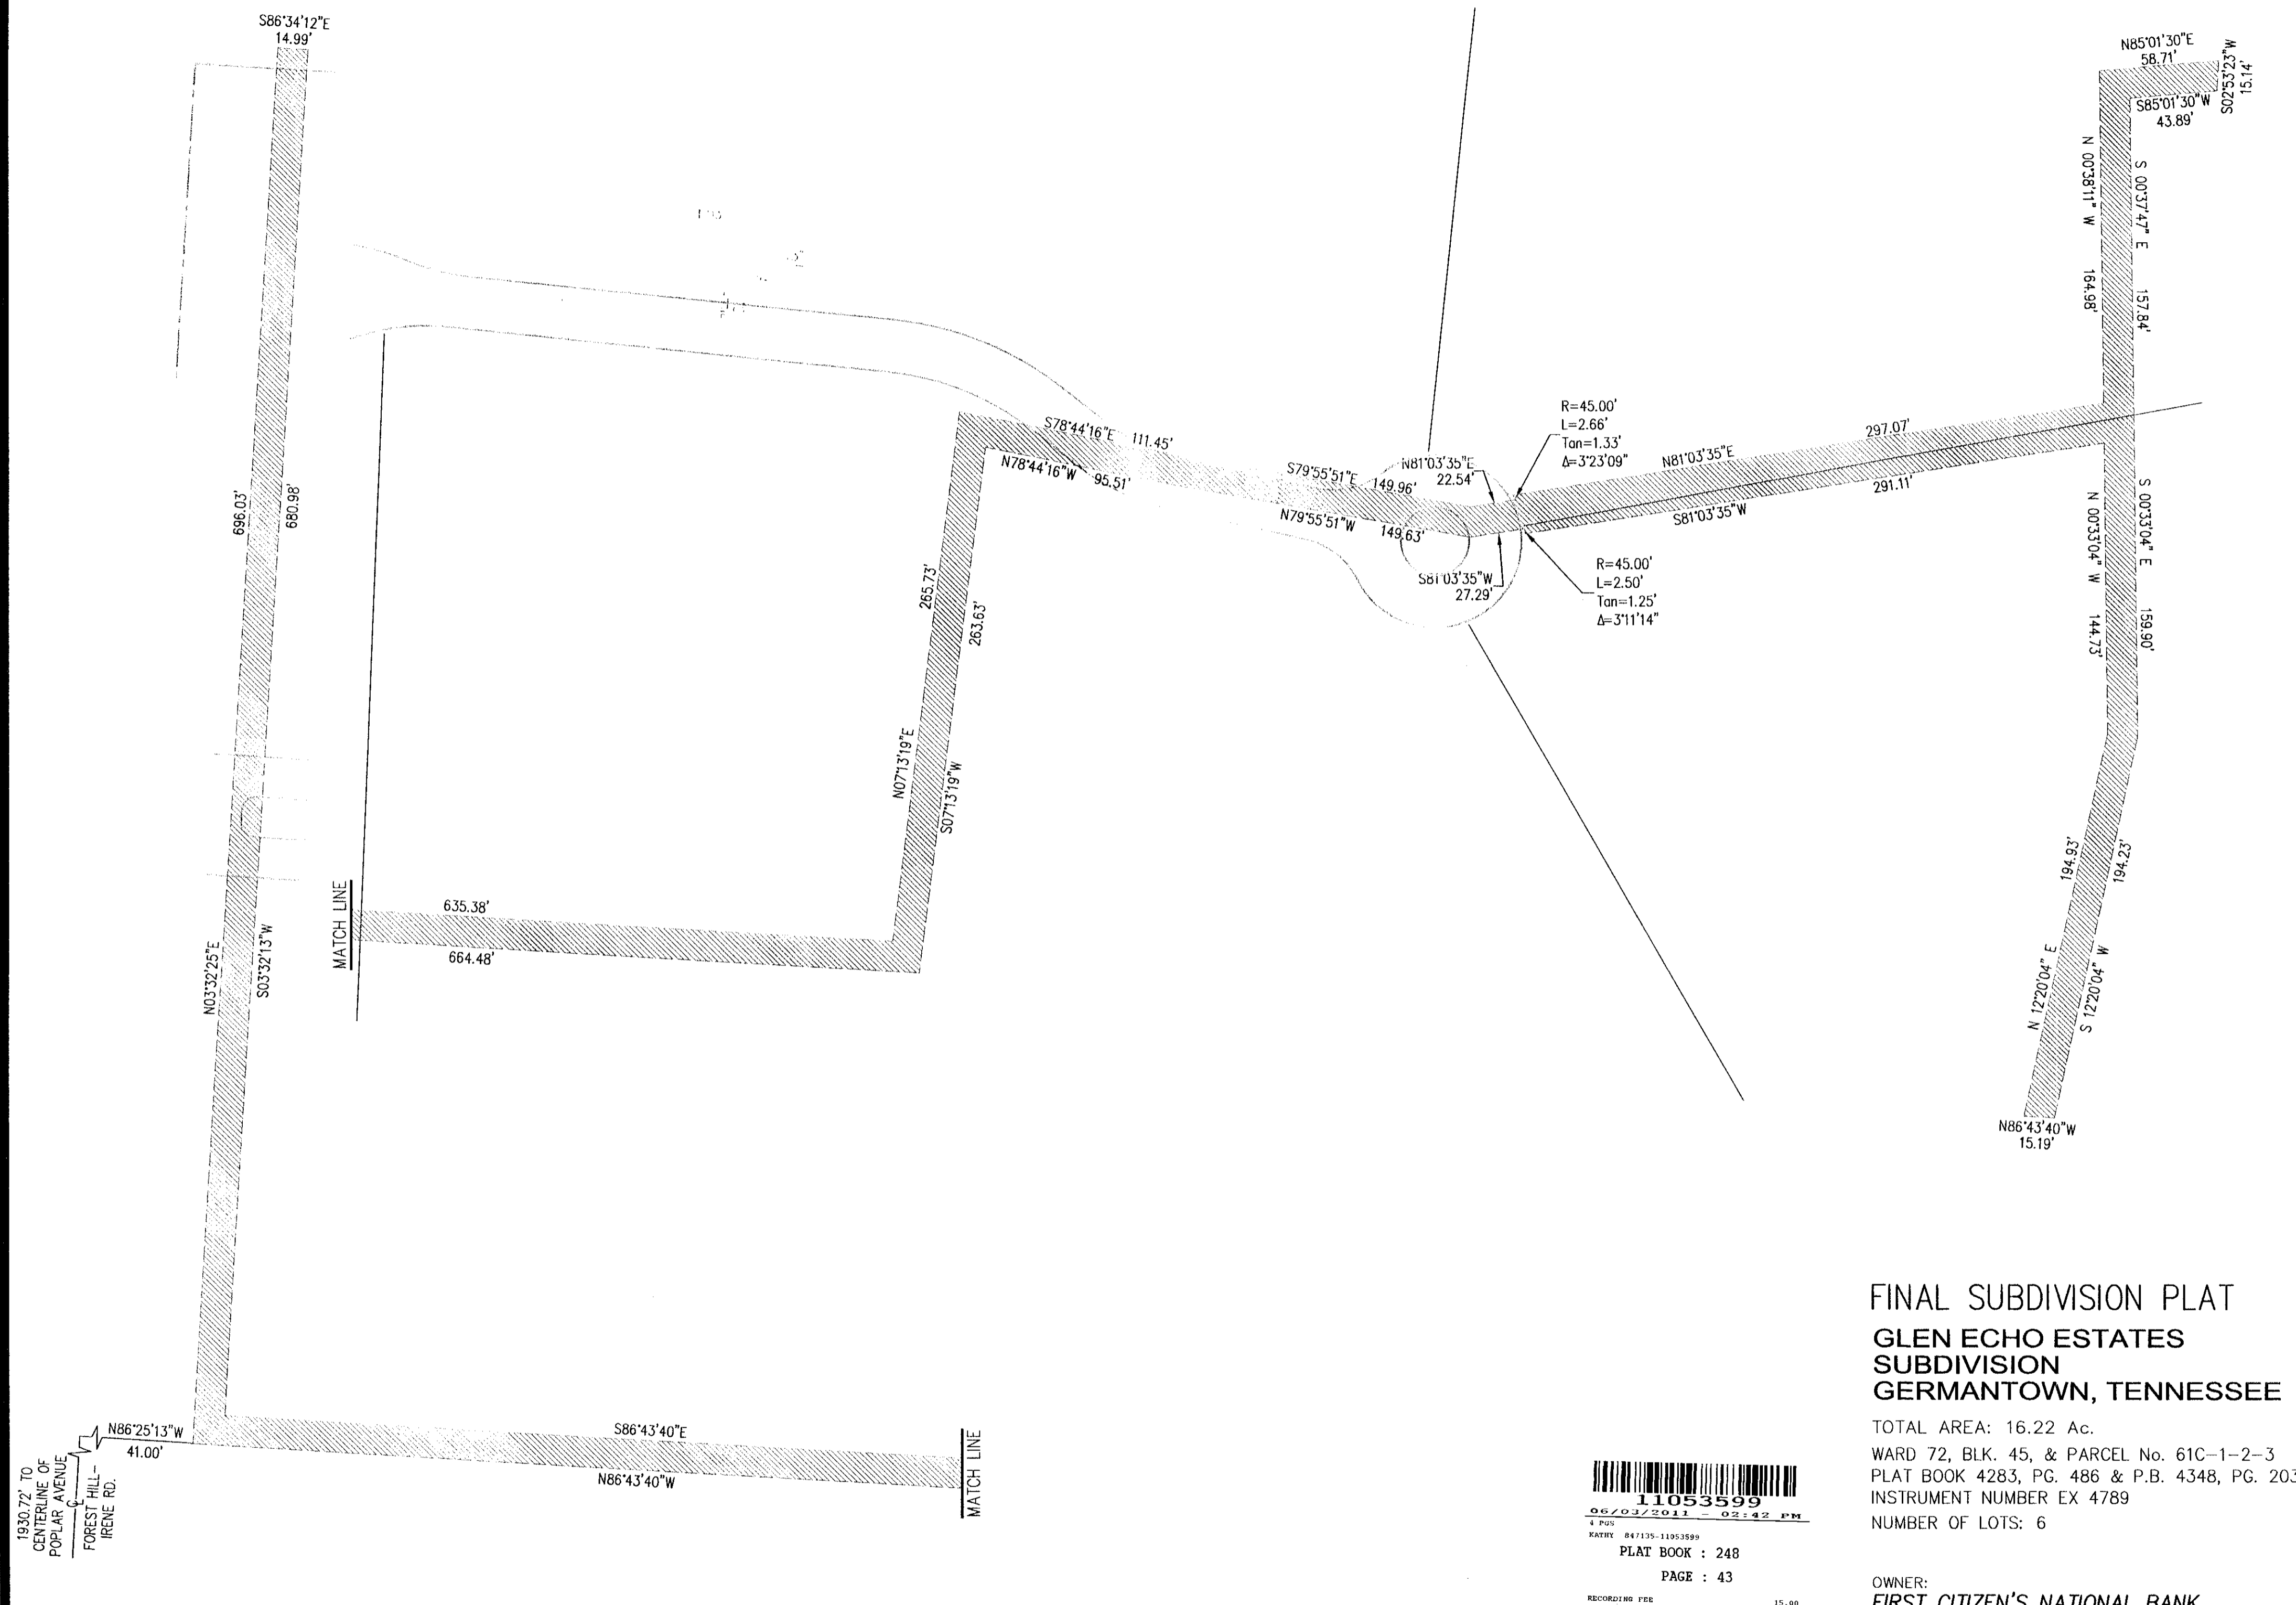 S86°34'12"E
14.99'
696.03'
680.98'
N03°32'25"E
S03°32'13"W
MATCH LINE
635.38'
664.48'
265.73'
263.63'
N07°13'19"E
S07°13'19"W
S78°44'16"E 111.45'
N78°44'16"W 95.51'
S79°55'51"E 149.96'
N79°55'51"W 149.63'
N81°03'35"E
22.54'
R=45.00'
L=2.66'
Tan=1.33'
Δ=3°23'09"
S81°03'35"W
27.29'
R=45.00'
L=2.50'
Tan=1.25'
Δ=3°11'14"
N81°03'35"E 297.07'
S81°03'35"W 291.11'
N85°01'30"E
58.71'
S02°53'23"W
15.14'
S85°01'30"W
43.89'
N 00°38'11" W 164.98'
S 00°37'47" E 157.84'
N 00°33'04" W 144.73'
S 00°33'04" E 159.90'
194.93'
194.23'
N 12°20'04" E
S 12°20'04" W
N86°43'40"W
15.19'
N86°25'13"W
41.00'
1930.72' TO
CENTERLINE OF
POPLAR AVENUE
FOREST HILL-
IRENE RD.
S86°43'40"E
N86°43'40"W
MATCH LINE
11053599
06/03/2011 - 02:42 PM
4 PGS
KATHY 847135-11053599
PLAT BOOK : 248
PAGE : 43
RECORDING FEE 15.00
FINAL SUBDIVISION PLAT
GLEN ECHO ESTATES
SUBDIVISION
GERMANTOWN, TENNESSEE
TOTAL AREA: 16.22 Ac.
WARD 72, BLK. 45, & PARCEL No. 61C-1-2-3
PLAT BOOK 4283, PG. 486 & P.B. 4348, PG. 203
INSTRUMENT NUMBER EX 4789
NUMBER OF LOTS: 6
OWNER:
FIRST CITIZEN'S NATIONAL BANK